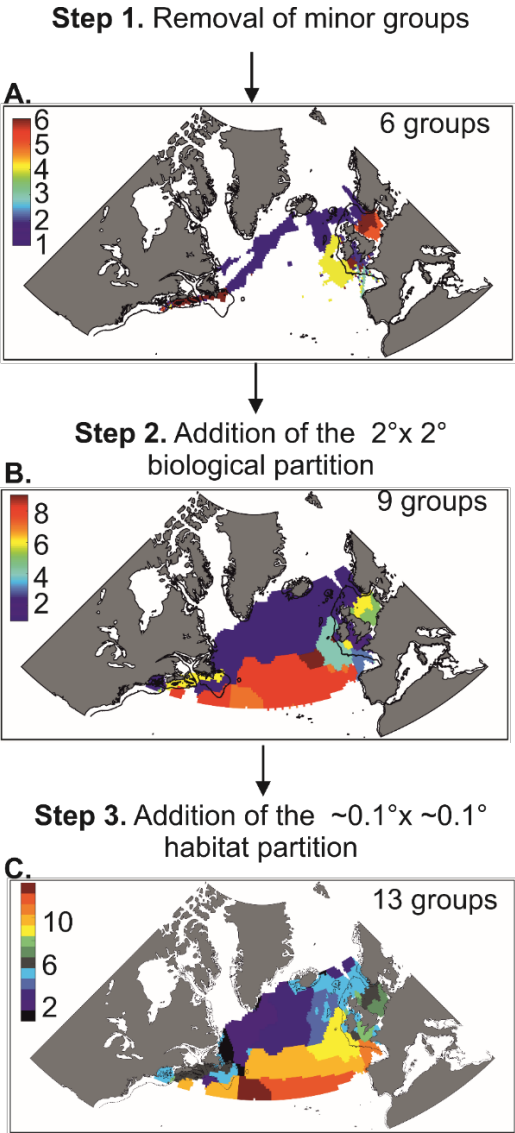 Step 1. Removal of minor groups
A.
6 groups
6
5
4
3
2
1
Step 2. Addition of the 2°x 2°
biological partition
B.
9 groups
8
6
4
2
Step 3. Addition of the ~0.1°x ~0.1°
habitat partition
C.
13 groups
10
6
2